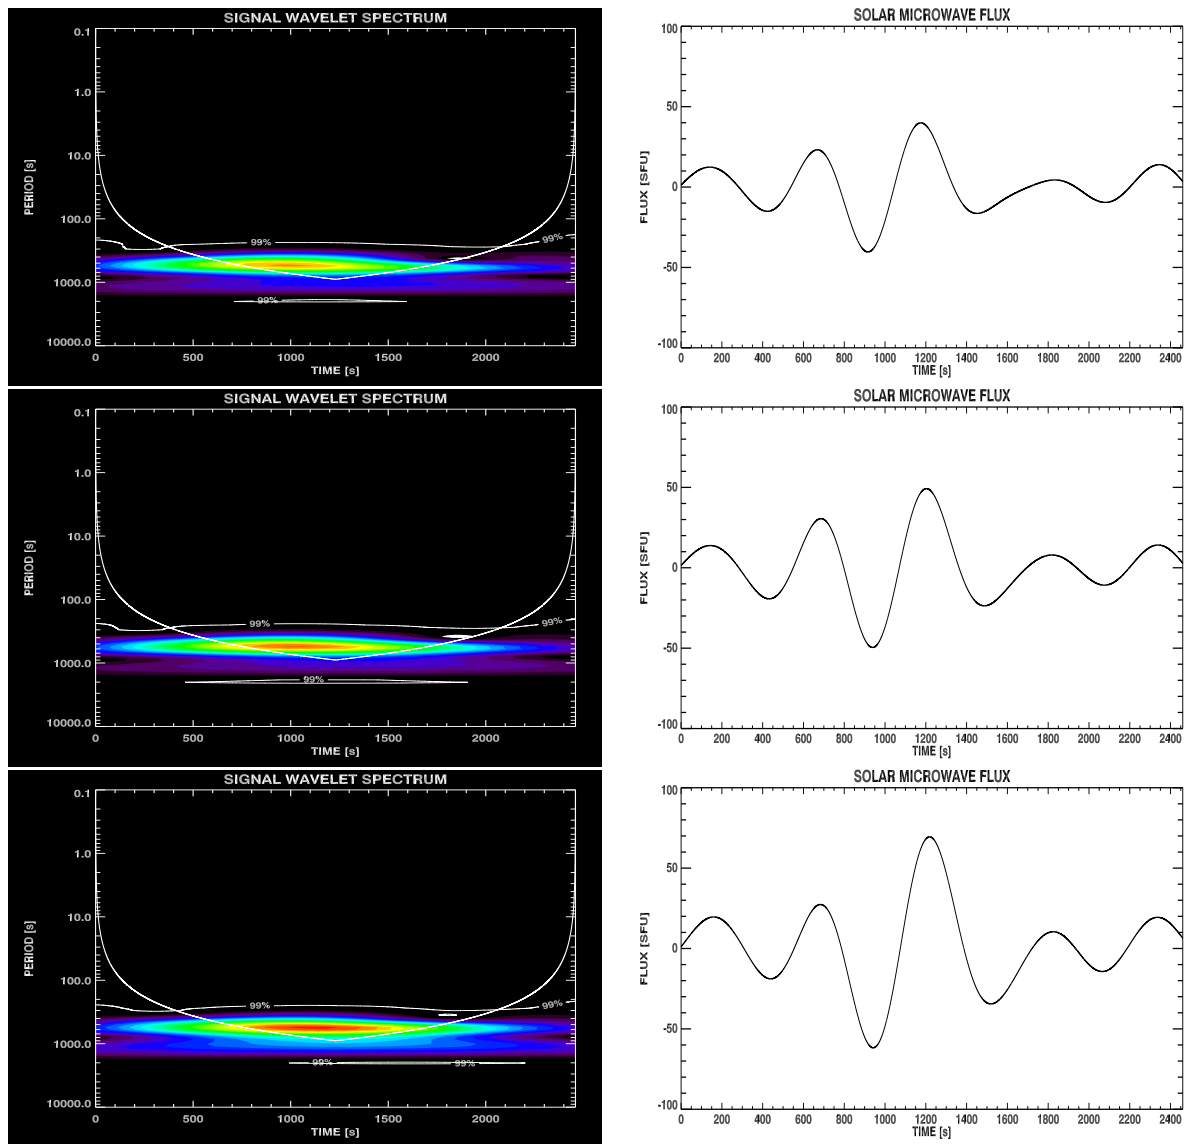 SIGNAL WAVELET SPECTRUM
0.1
1.0
10.0
100.0
1000.0
10000.0
PERIOD [s]
99%
99%
99%
0 500 1000 1500 2000
TIME [s]
SOLAR MICROWAVE FLUX
100
50
0
-50
-100
FLUX [SFU]
0 200 400 600 800 1000 1200 1400 1600 1800 2000 2200 2400
TIME [s]
SIGNAL WAVELET SPECTRUM
0.1
1.0
10.0
100.0
1000.0
10000.0
PERIOD [s]
99%
99%
99%
0 500 1000 1500 2000
TIME [s]
SOLAR MICROWAVE FLUX
100
50
0
-50
-100
FLUX [SFU]
0 200 400 600 800 1000 1200 1400 1600 1800 2000 2200 2400
TIME [s]
SIGNAL WAVELET SPECTRUM
0.1
1.0
10.0
100.0
1000.0
10000.0
PERIOD [s]
99%
99%
99% 99%
0 500 1000 1500 2000
TIME [s]
SOLAR MICROWAVE FLUX
100
50
0
-50
-100
FLUX [SFU]
0 200 400 600 800 1000 1200 1400 1600 1800 2000 2200 2400
TIME [s]